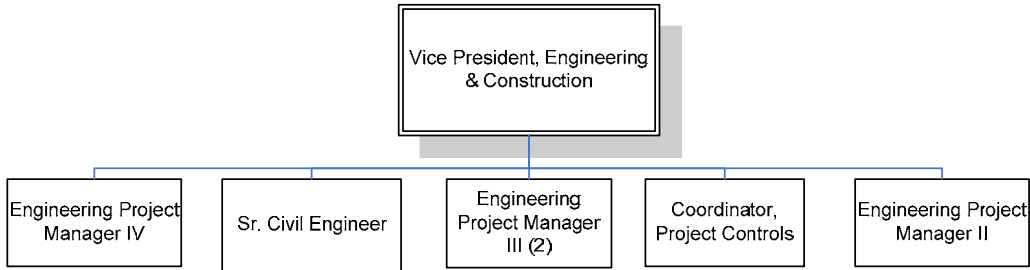 Vice President, Engineering
& Construction
Engineering Project
Manager IV
Sr. Civil Engineer
Engineering
Project Manager
III (2)
Coordinator,
Project Controls
Engineering Project
Manager II